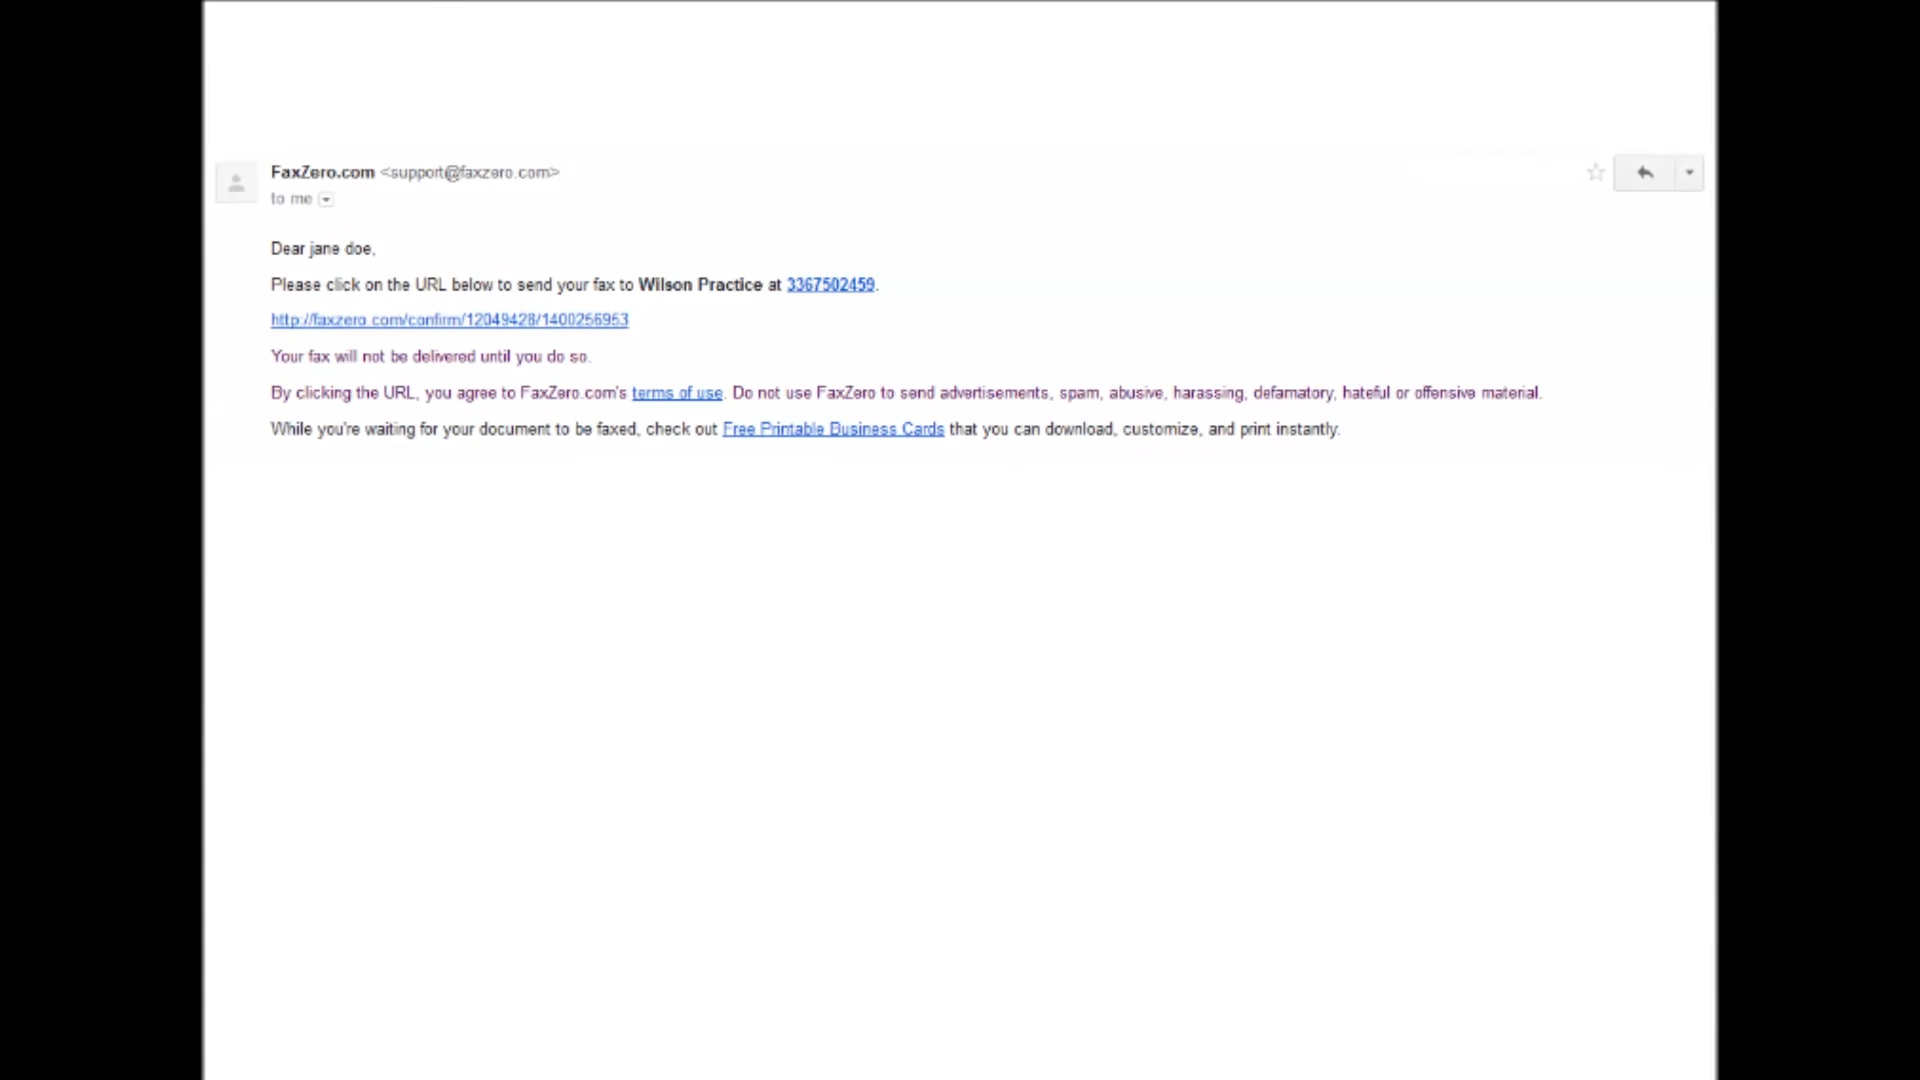 FaxZero.com <support@faxzero.com>
to me
Dear jane doe,
Please click on the URL below to send your fax to Wilson Practice at 3367502459.
http://faxzero.com/confirm/12049428/1400256953
Your fax will not be delivered until you do so.
By clicking the URL, you agree to FaxZero.com's terms of use. Do not use FaxZero to send advertisements, spam, abusive, harassing, defamatory, hateful or offensive material.
While you're waiting for your document to be faxed, check out Free Printable Business Cards that you can download, customize, and print instantly.